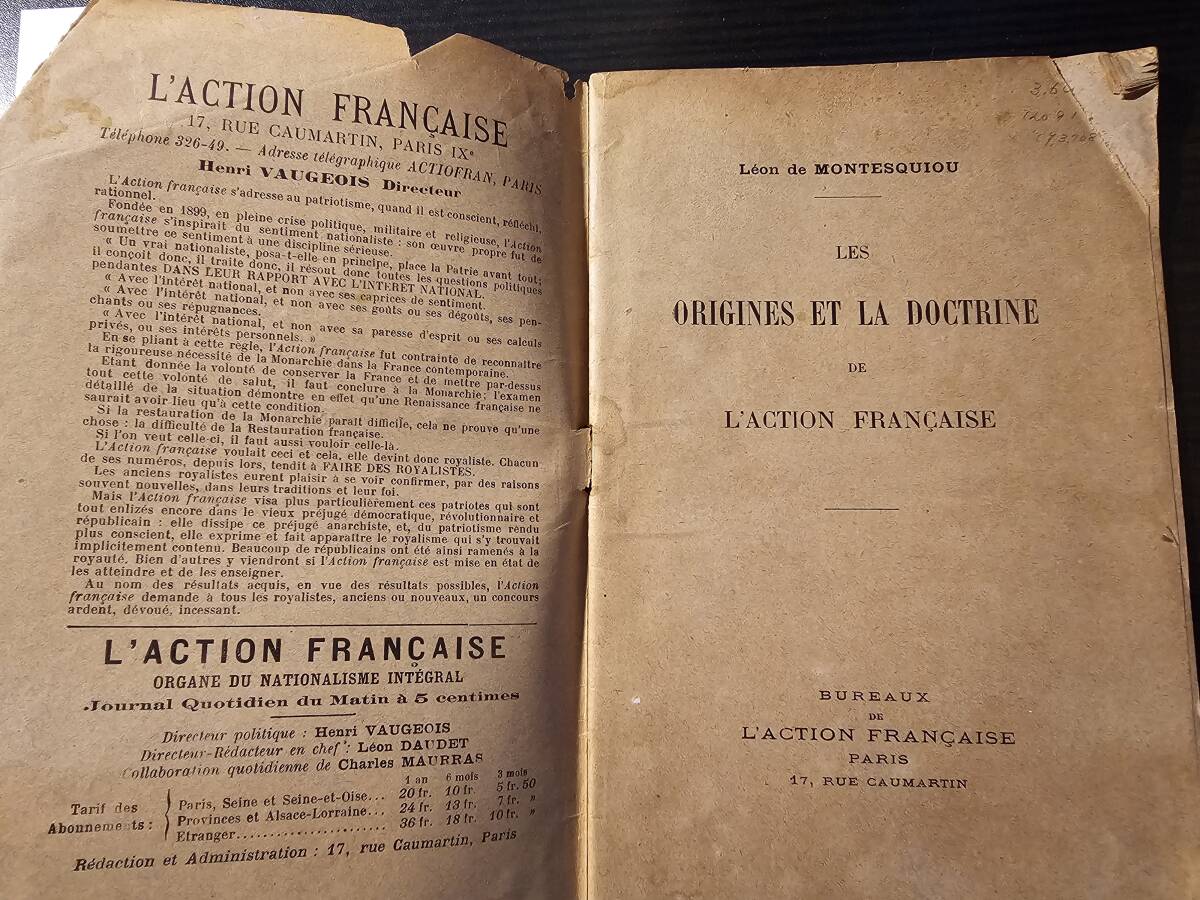 L'ACTION FRANÇAISE
17, RUE CAUMARTIN, PARIS IXe
Téléphone 326-49. — Adresse télégraphique ACTIOFRAN, PARIS
Henri VAUGEOIS Directeur
L'Action française s'adresse au patriotisme, quand il est conscient, réfléchi,
rationnel.
Fondée en 1899, en pleine crise politique, militaire et religieuse, l'Action
française s'inspirait du sentiment nationaliste : son œuvre propre fut de
soumettre ce sentiment à une discipline sérieuse.
« Un vrai nationaliste, posa-t-elle en principe, place la Patrie avant tout;
il conçoit donc, il traite donc, il résout donc toutes les questions politiques
pendantes DANS LEUR RAPPORT AVEC L'INTERET NATIONAL.
« Avec l'intérêt national, et non avec ses caprices de sentiment.
« Avec l'intérêt national, et non avec ses goûts ou ses dégoûts, ses pen-
chants ou ses répugnances.
« Avec l'intérêt national, et non avec sa paresse d'esprit ou ses calculs
privés, ou ses intérêts personnels. »
En se pliant à cette règle, l'Action française fut contrainte de reconnaître
la rigoureuse nécessité de la Monarchie dans la France contemporaine.
Etant donnée la volonté de conserver la France et de mettre par-dessus
tout cette volonté de salut, il faut conclure à la Monarchie; l'examen
détaillé de la situation démontre en effet qu'une Renaissance française ne
saurait avoir lieu qu'à cette condition.
Si la restauration de la Monarchie paraît difficile, cela ne prouve qu'une
chose : la difficulté de la Restauration française.
Si l'on veut celle-ci, il faut aussi vouloir celle-là.
L'Action française voulait ceci et cela, elle devint donc royaliste. Chacun
de ses numéros, depuis lors, tendit à FAIRE DES ROYALISTES.
Les anciens royalistes eurent plaisir à se voir confirmer, par des raisons
souvent nouvelles, dans leurs traditions et leur foi.
Mais l'Action française visa plus particulièrement ces patriotes qui sont
tout enlizés encore dans le vieux préjugé démocratique, révolutionnaire et
républicain : elle dissipe ce préjugé anarchiste, et, du patriotisme rendu
plus conscient, elle exprime et fait apparaître le royalisme qui s'y trouvait
implicitement contenu. Beaucoup de républicains ont été ainsi ramenés à la
royauté. Bien d'autres y viendront si l'Action française est mise en état de
les atteindre et de les enseigner.
Au nom des résultats acquis, en vue des résultats possibles, l'Action
française demande à tous les royalistes, anciens ou nouveaux, un concours
ardent, dévoué, incessant.
L'ACTION FRANÇAISE
ORGANE DU NATIONALISME INTÉGRAL
Journal Quotidien du Matin à 5 centimes
Directeur politique : Henri VAUGEOIS
Directeur-Rédacteur en chef : Léon DAUDET
Collaboration quotidienne de Charles MAURRAS
1 an 6 mois 3 mois
Tarif des Abonnements :
Paris, Seine et Seine-et-Oise... 20 fr. 10 fr. 5 fr. 50
Provinces et Alsace-Lorraine... 24 fr. 13 fr. 7 fr. »
Etranger........................ 36 fr. 18 fr. 10 fr. »
Rédaction et Administration : 17, rue Caumartin, Paris
Léon de MONTESQUIOU
LES
ORIGINES ET LA DOCTRINE
DE
L'ACTION FRANÇAISE
BUREAUX
DE
L'ACTION FRANÇAISE
PARIS
17, RUE CAUMARTIN